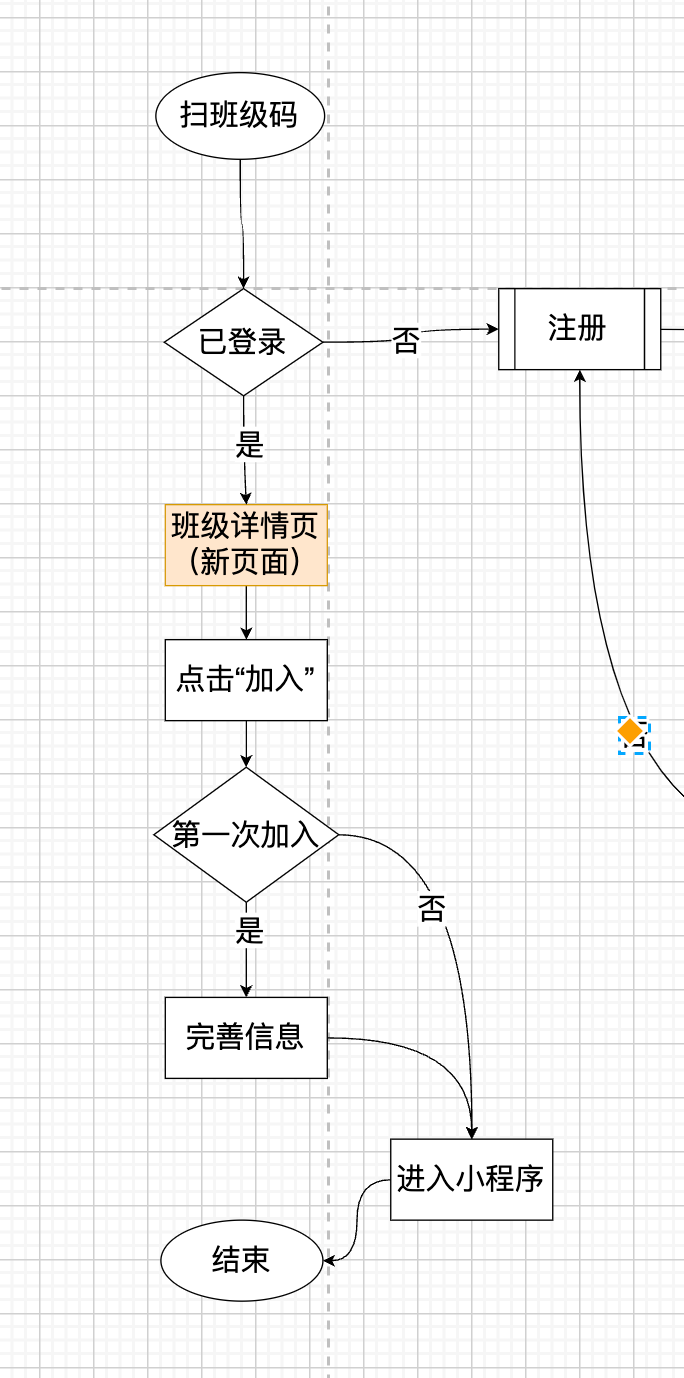 扫班级码
已登录
否
注册
是
班级详情页
（新页面）
点击“加入”
第一次加入
否
是
完善信息
进入小程序
结束